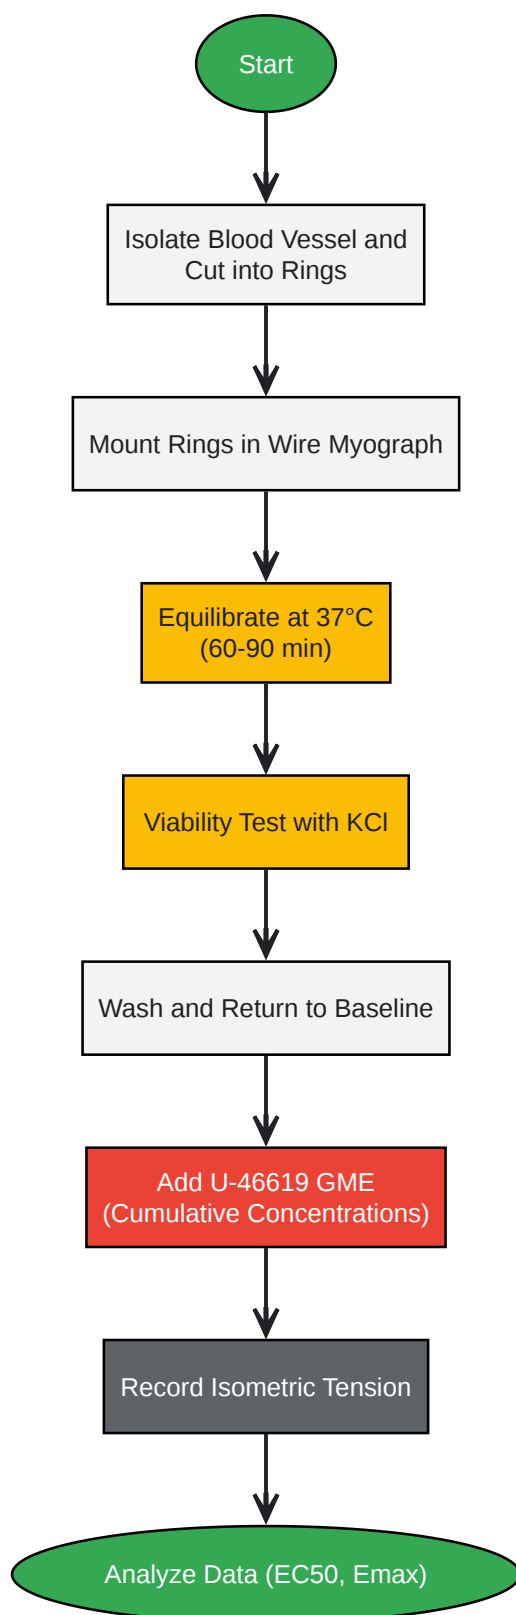 Start
Isolate Blood Vessel and
Cut into Rings
Mount Rings in Wire Myograph
Equilibrate at 37°C
(60-90 min)
Viability Test with KCl
Wash and Return to Baseline
Add U-46619 GME
(Cumulative Concentrations)
Record Isometric Tension
Analyze Data (EC50, Emax)